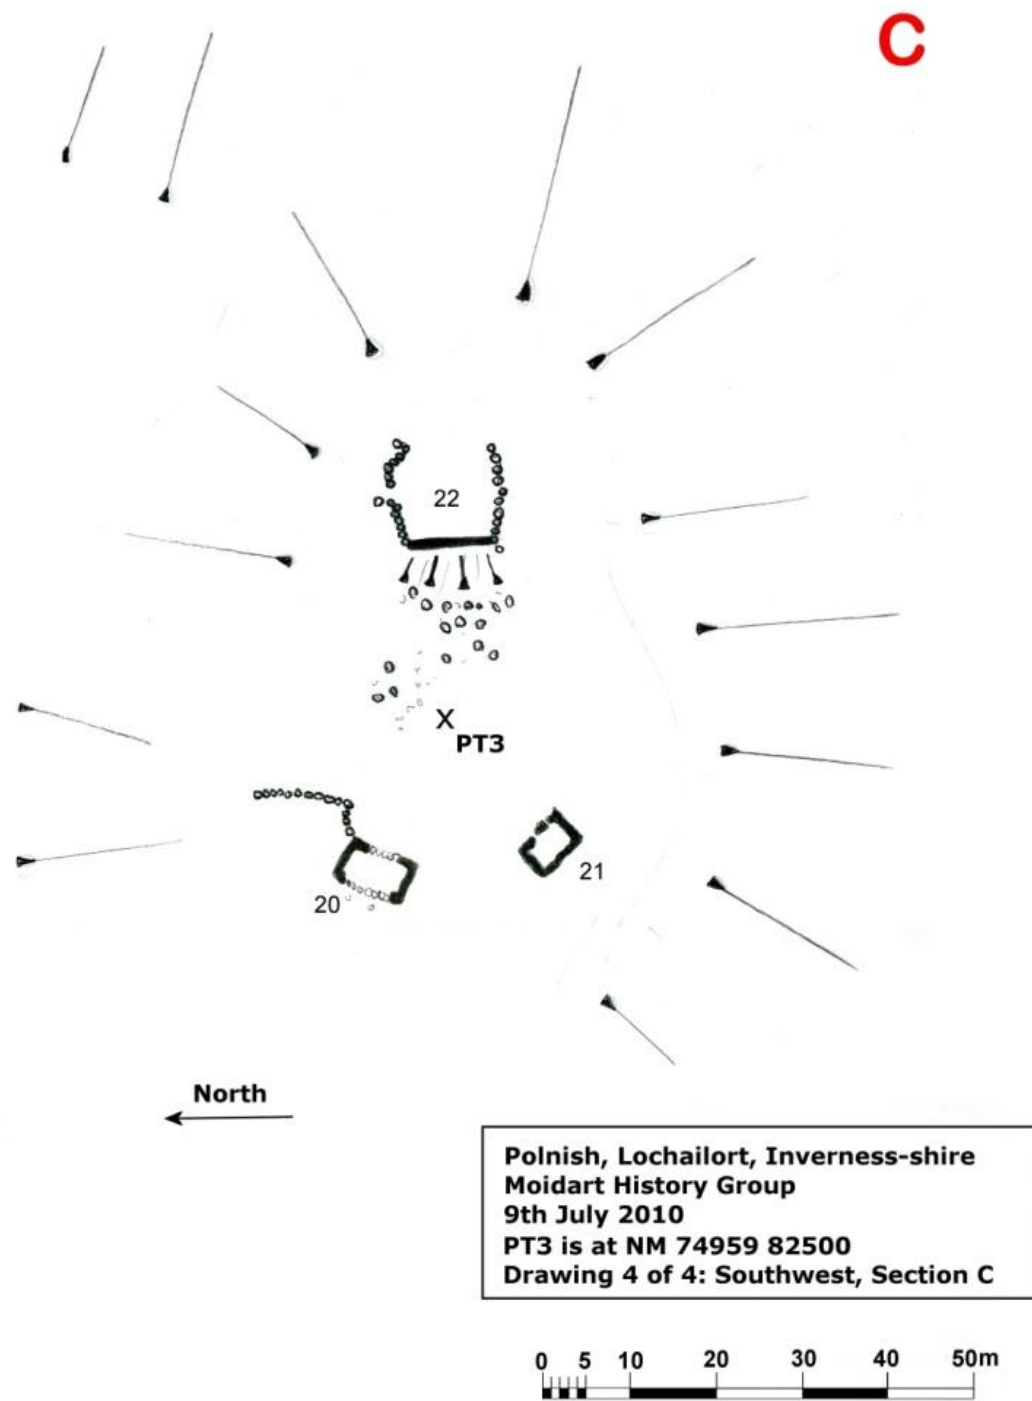 C
22
X
PT3
21
20
North
Polnish, Lochailort, Inverness-shire
Moidart History Group
9th July 2010
PT3 is at NM 74959 82500
Drawing 4 of 4: Southwest, Section C
0 5 10 20 30 40 50m